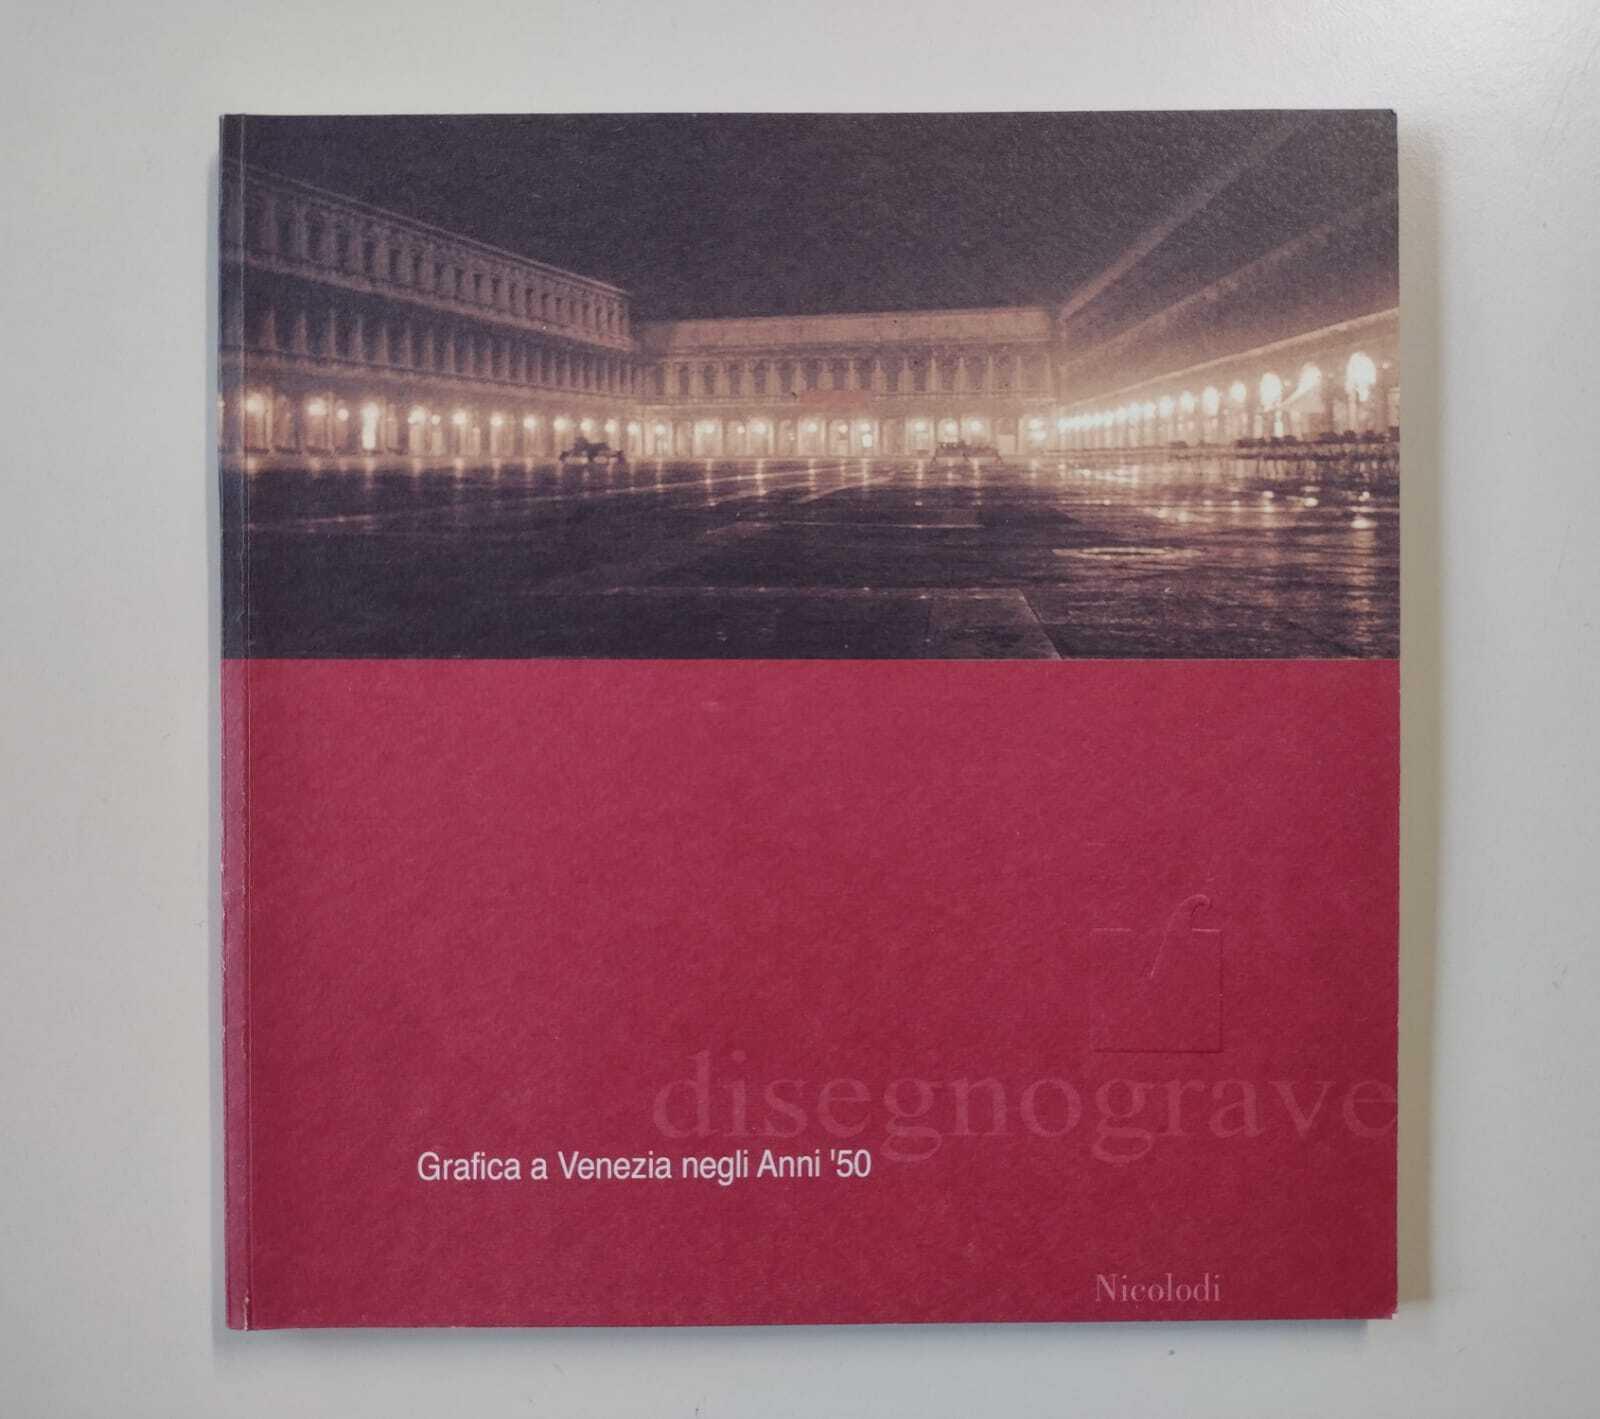 disegnograve
Grafica a Venezia negli Anni '50
Nicolodi